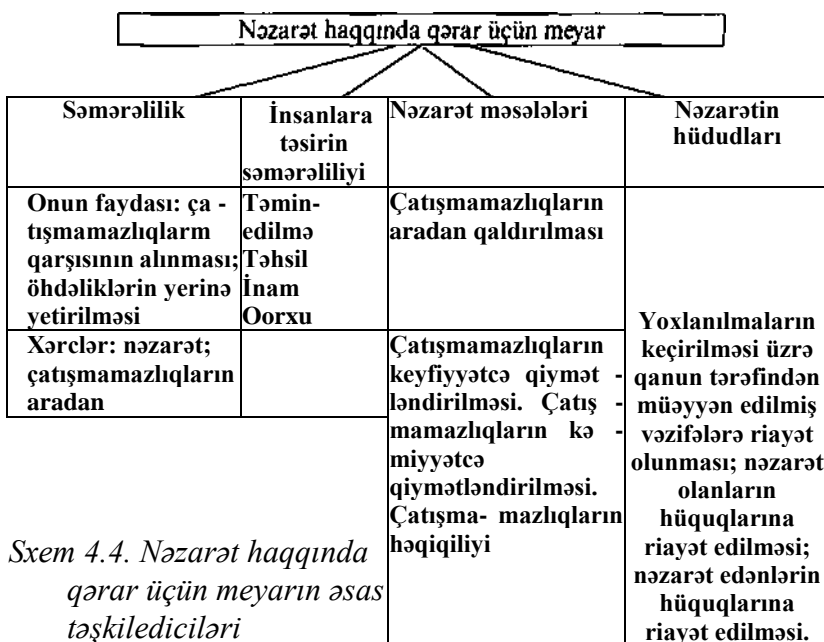 Nəzarət haqqında qərar üçün meyar
Səmərəlilik
İnsanlara
təsirin
səmərəliliyi
Nəzarət məsələləri
Nəzarətin
hüdudları
Onun faydası: ça -
tışmamazlıqlarm
qarşısının alınması;
öhdəliklərin yerinə
yetirilməsi
Təmin-
edilmə
Təhsil
İnam
Oorxu
Çatışmamazlıqların
aradan qaldırılması
Xərclər: nəzarət;
çatışmamazlıqların
aradan
Çatışmamazlıqların
keyfiyyətcə qiymət -
ləndirilməsi. Çatış -
mamazlıqların kə -
miyyətcə
qiymətləndirilməsi.
Çatışma- mazlıqların
həqiqiliyi
Yoxlanılmaların
keçirilməsi üzrə
qanun tərəfindən
müəyyən edilmiş
vəzifələrə riayət
olunması; nəzarət
olanların
hüquqlarına
riayət edilməsi;
nəzarət edənlərin
hüquqlarına
riayət edilməsi.
Sxem 4.4. Nəzarət haqqında
qərar üçün meyarın əsas
təşkilediciləri